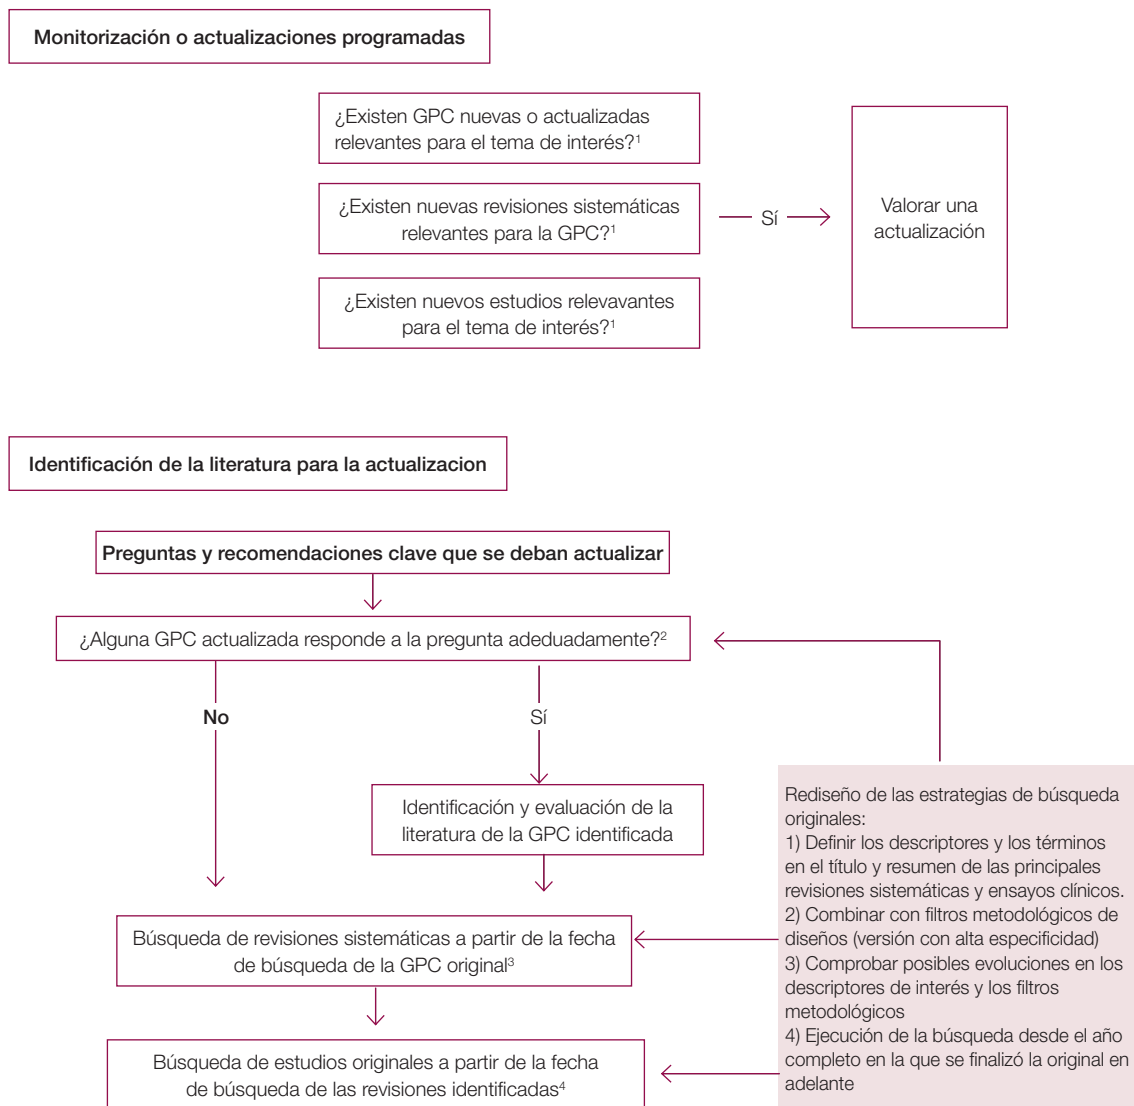 Monitorización o actualizaciones programadas
¿Existen GPC nuevas o actualizadas
relevantes para el tema de interés?¹
¿Existen nuevas revisiones sistemáticas
relevantes para la GPC?¹
Sí
Valorar una
actualización
¿Existen nuevos estudios relevavantes
para el tema de interés?¹
Identificación de la literatura para la actualizacion
Preguntas y recomendaciones clave que se deban actualizar
¿Alguna GPC actualizada responde a la pregunta adeduadamente?²
No
Sí
Identificación y evaluación de la
literatura de la GPC identificada
Búsqueda de revisiones sistemáticas a partir de la fecha
de búsqueda de la GPC original³
Búsqueda de estudios originales a partir de la fecha
de búsqueda de las revisiones identificadas⁴
Rediseño de las estrategias de búsqueda
originales:
1) Definir los descriptores y los términos
en el título y resumen de las principales
revisiones sistemáticas y ensayos clínicos.
2) Combinar con filtros metodológicos de
diseños (versión con alta especificidad)
3) Comprobar posibles evoluciones en los
descriptores de interés y los filtros
metodológicos
4) Ejecución de la búsqueda desde el año
completo en la que se finalizó la original en
adelante